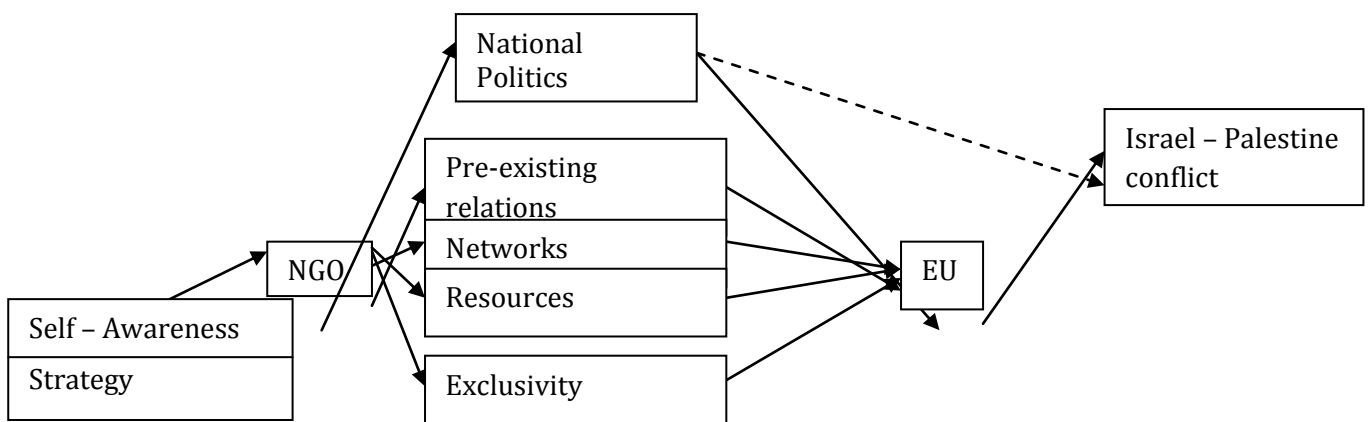 National
Politics
Israel – Palestine
conflict
Pre-existing
relations
Networks
NGO
EU
Resources
Self – Awareness
Strategy
Exclusivity